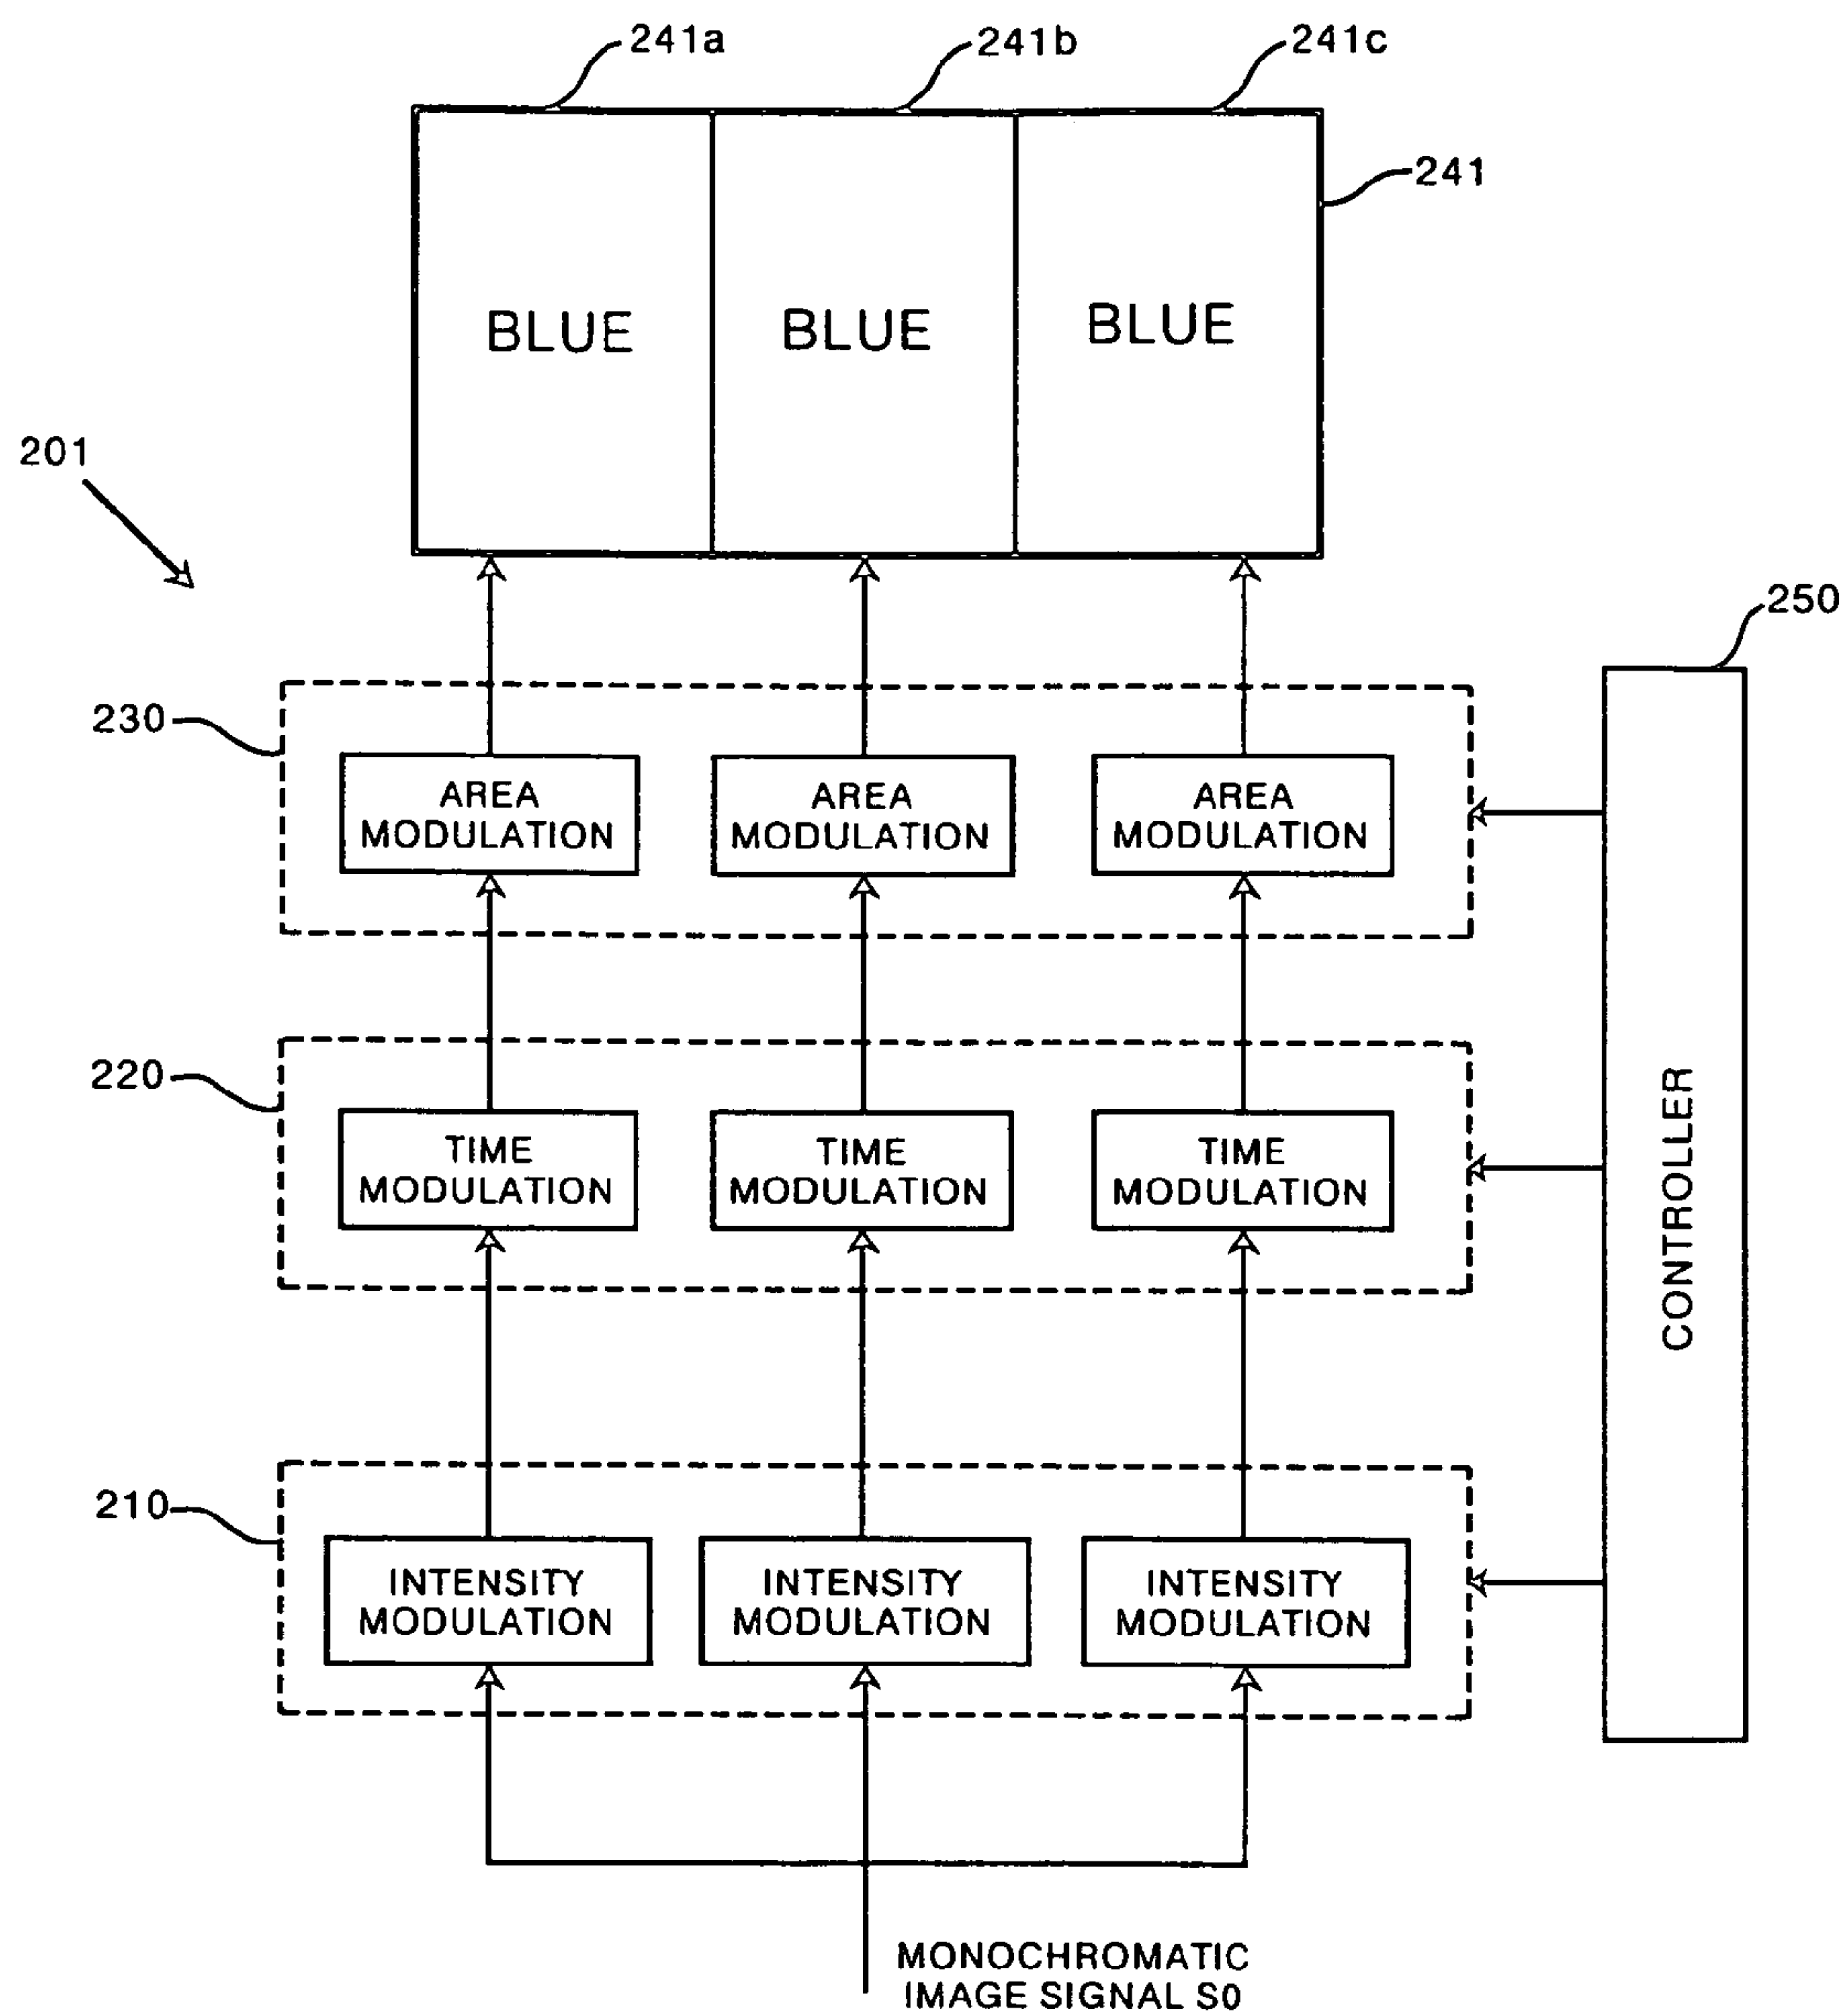 241a
241b
241c
241
BLUE
BLUE
BLUE
201
250
230
AREA
MODULATION
AREA
MODULATION
AREA
MODULATION
220
TIME
MODULATION
TIME
MODULATION
TIME
MODULATION
CONTROLLER
210
INTENSITY
MODULATION
INTENSITY
MODULATION
INTENSITY
MODULATION
MONOCHROMATIC
IMAGE SIGNAL S0